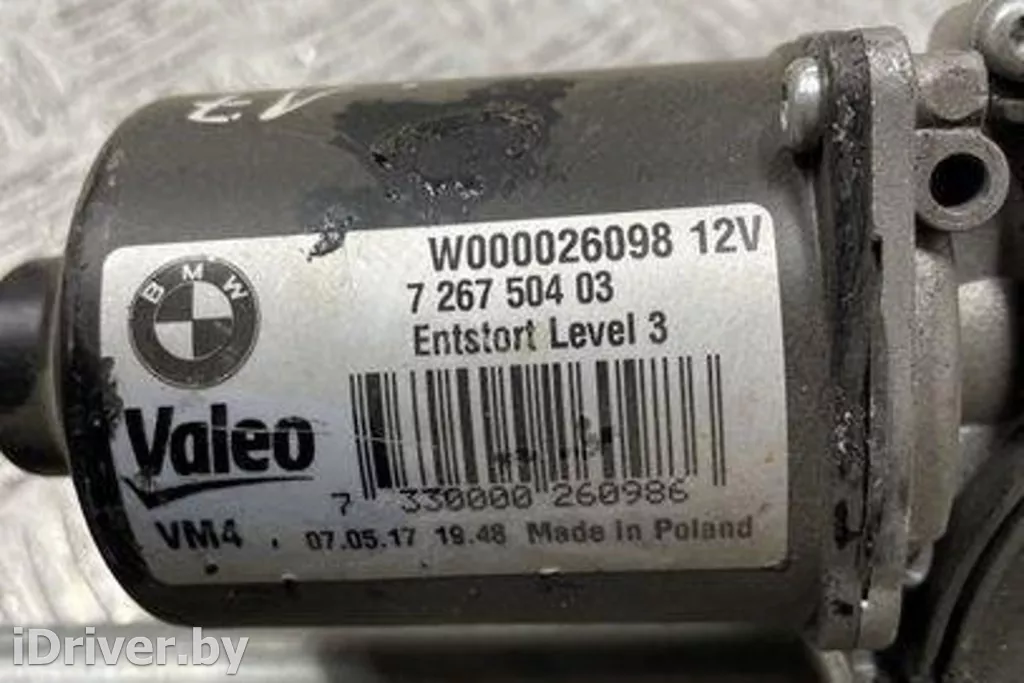 W000026098 12V
7 267 504 03
Entstort Level 3
BMW
Valeo
7 330000 260986
VM4 . 07.05.17 19.48 Made in Poland
iDriver.by